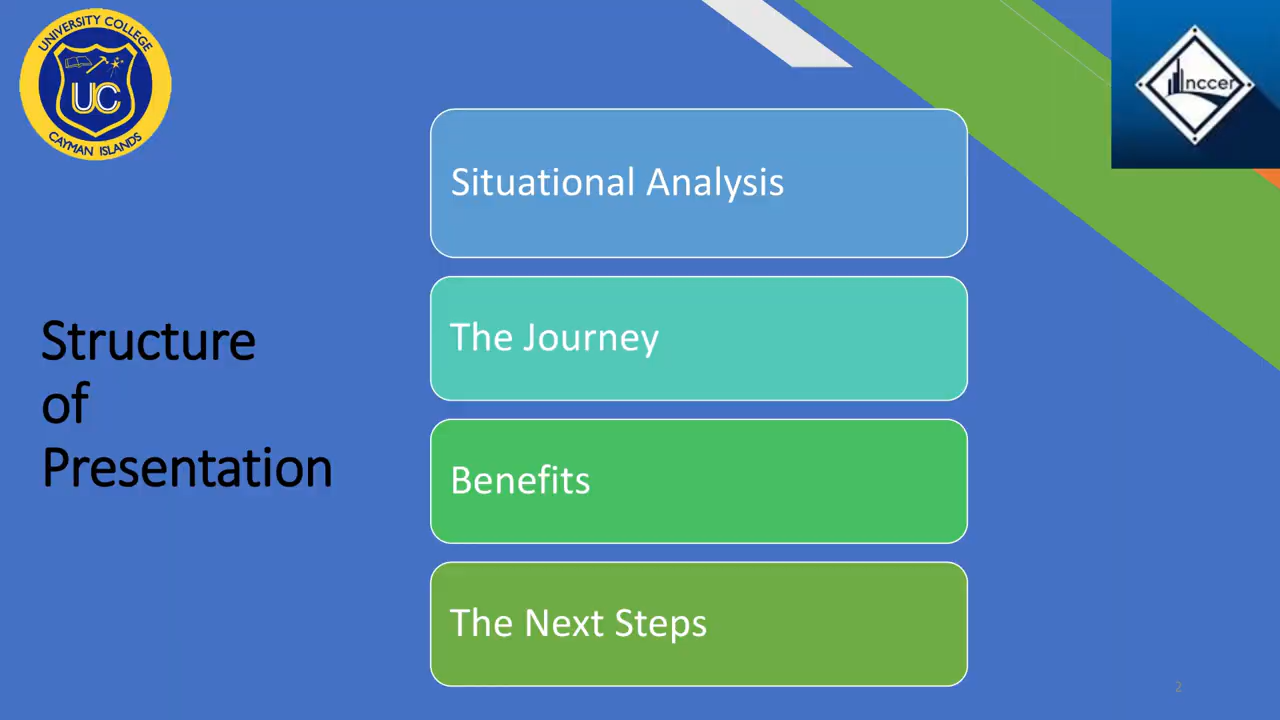 UNIVERSITY COLLEGE
UC
CAYMAN ISLANDS
nccer
Structure
of
Presentation
Situational Analysis
The Journey
Benefits
The Next Steps
2